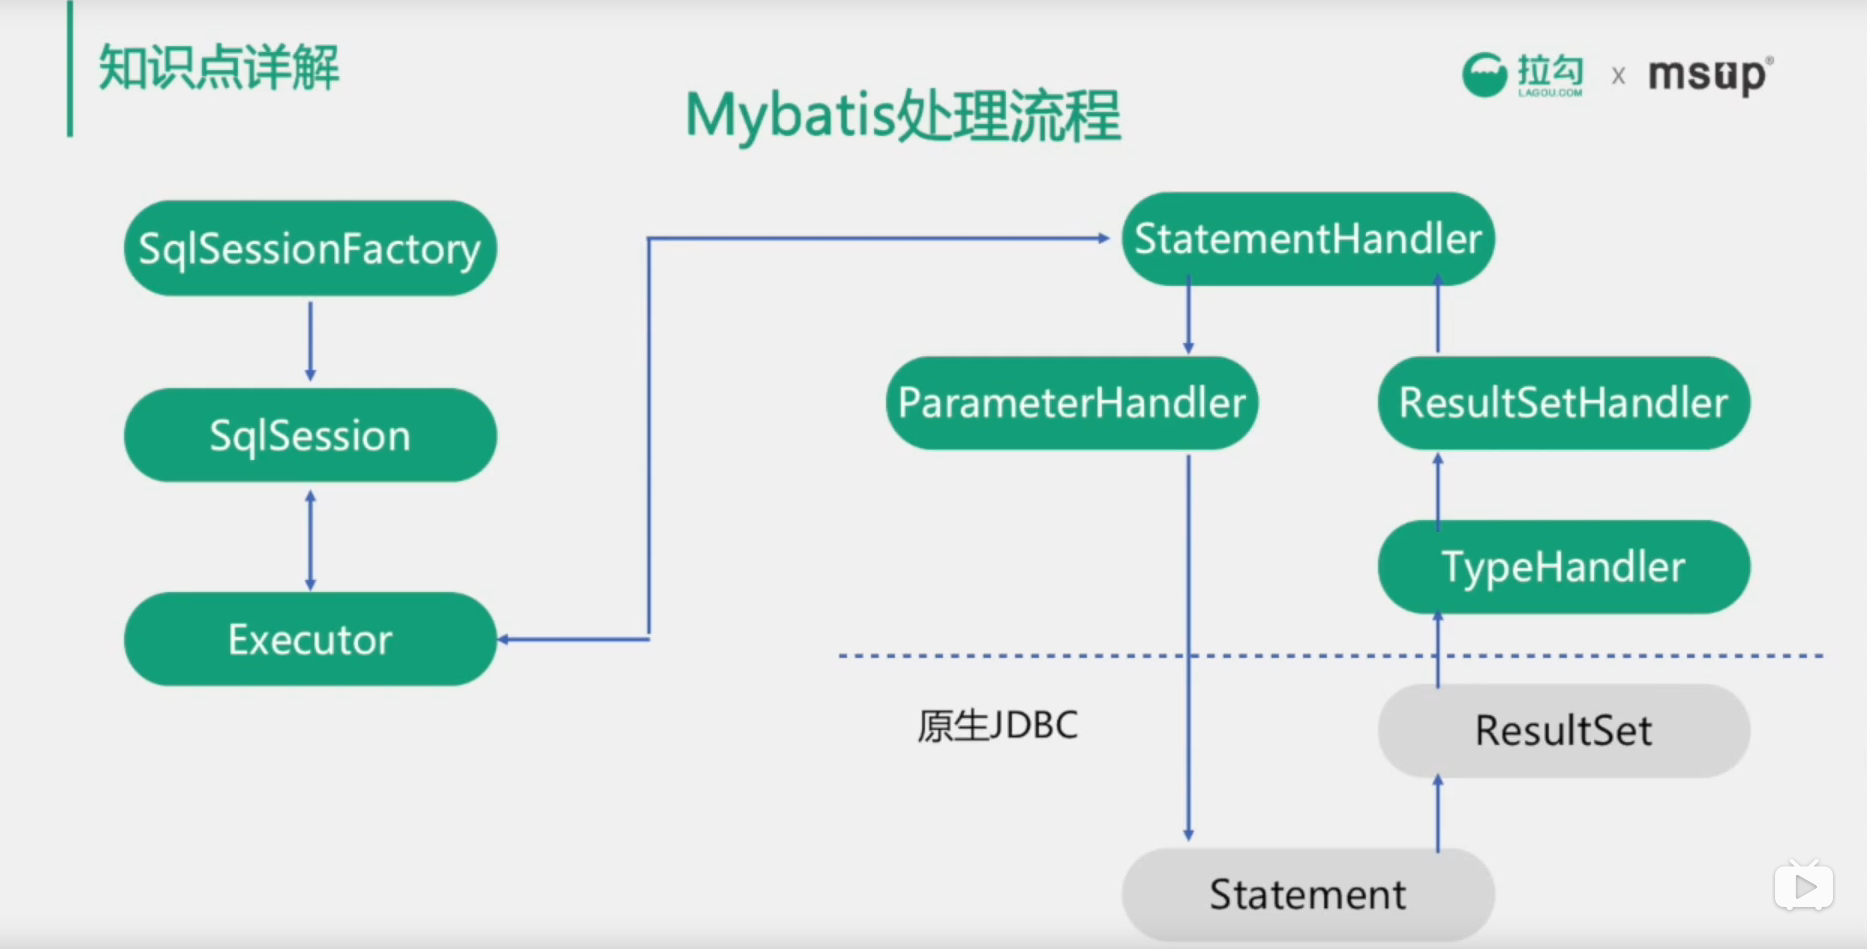 知识点详解
拉勾
LAGOU.COM
x
msup®
Mybatis处理流程
SqlSessionFactory
StatementHandler
ParameterHandler
ResultSetHandler
SqlSession
TypeHandler
Executor
原生JDBC
ResultSet
Statement